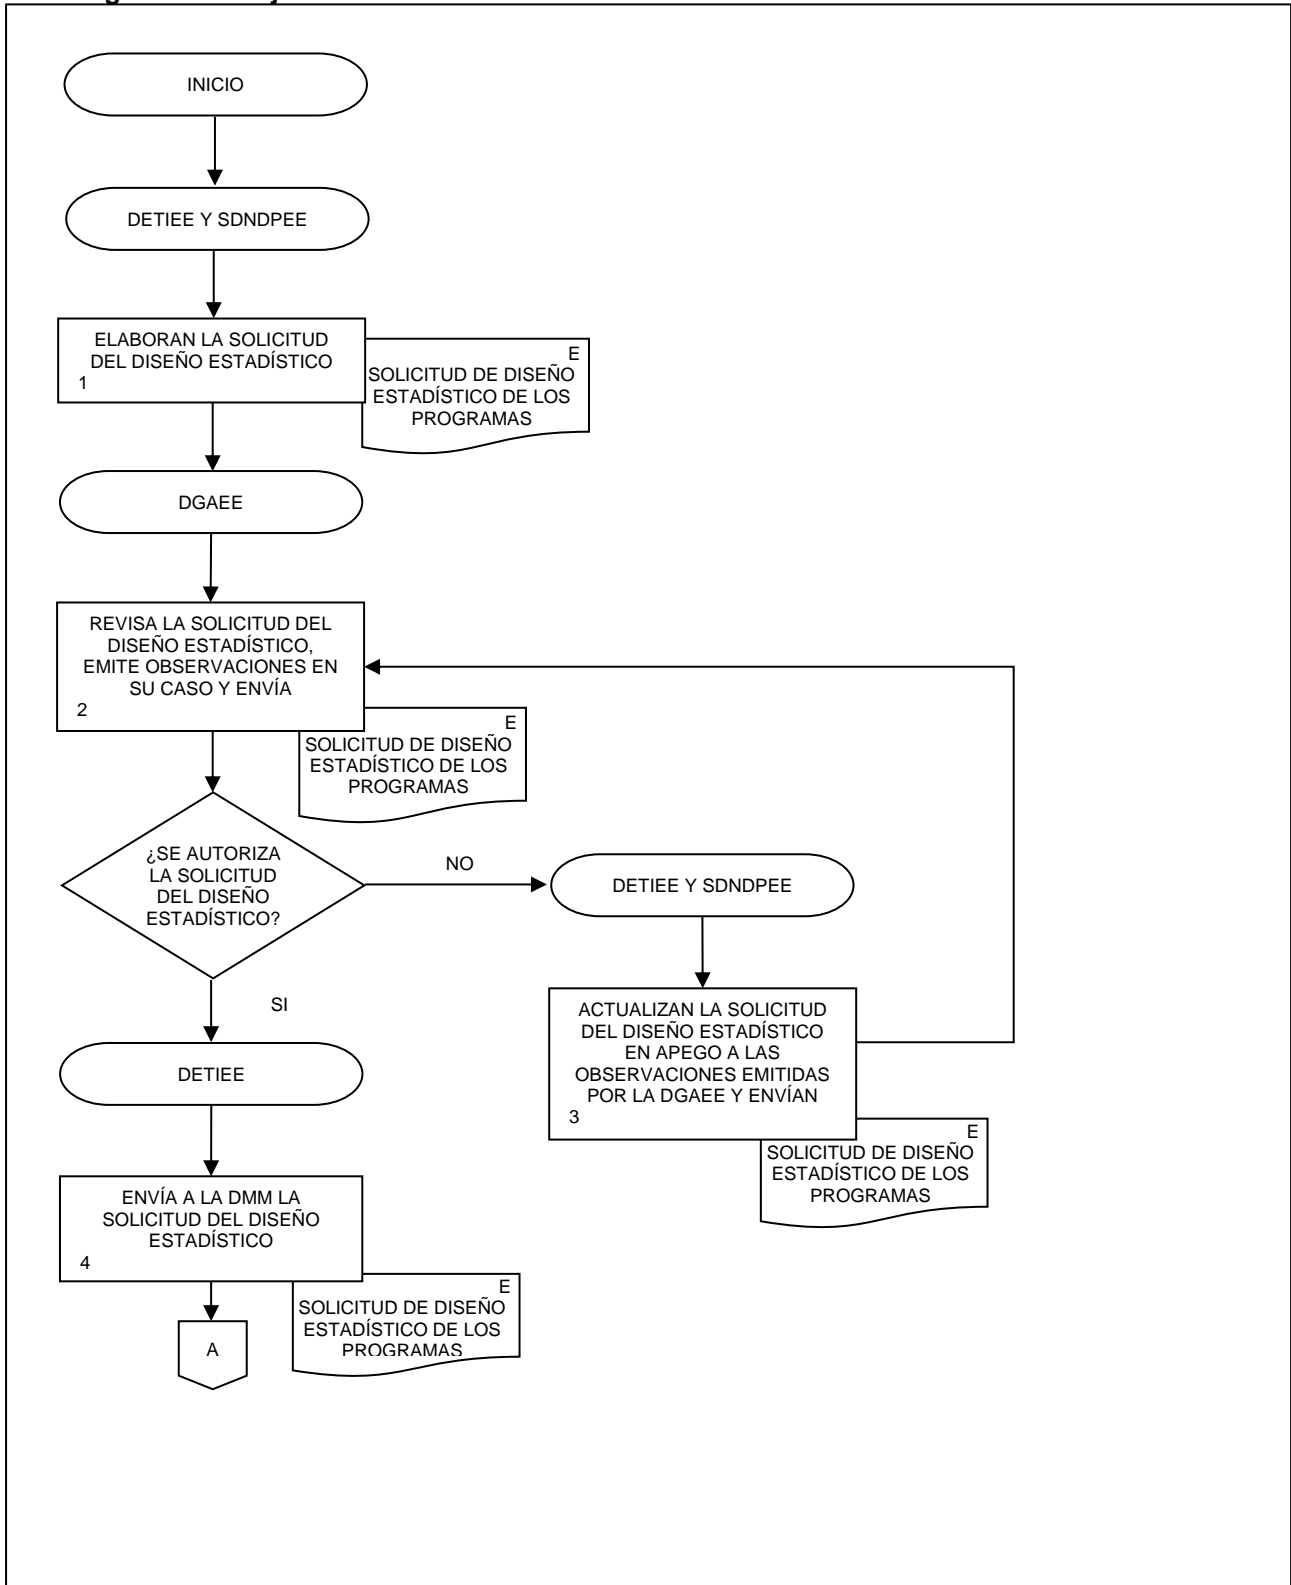 INICIO
DETIEE Y SDNDPEE
ELABORAN LA SOLICITUD
DEL DISEÑO ESTADÍSTICO
1
E
SOLICITUD DE DISEÑO
ESTADÍSTICO DE LOS
PROGRAMAS
DGAEE
REVISA LA SOLICITUD DEL
DISEÑO ESTADÍSTICO,
EMITE OBSERVACIONES EN
SU CASO Y ENVÍA
2
E
SOLICITUD DE DISEÑO
ESTADÍSTICO DE LOS
PROGRAMAS
¿SE AUTORIZA
LA SOLICITUD
DEL DISEÑO
ESTADÍSTICO?
NO
DETIEE Y SDNDPEE
ACTUALIZAN LA SOLICITUD
DEL DISEÑO ESTADÍSTICO
EN APEGO A LAS
OBSERVACIONES EMITIDAS
POR LA DGAEE Y ENVÍAN
3
E
SOLICITUD DE DISEÑO
ESTADÍSTICO DE LOS
PROGRAMAS
SI
DETIEE
ENVÍA A LA DMM LA
SOLICITUD DEL DISEÑO
ESTADÍSTICO
4
E
SOLICITUD DE DISEÑO
ESTADÍSTICO DE LOS
PROGRAMAS
A